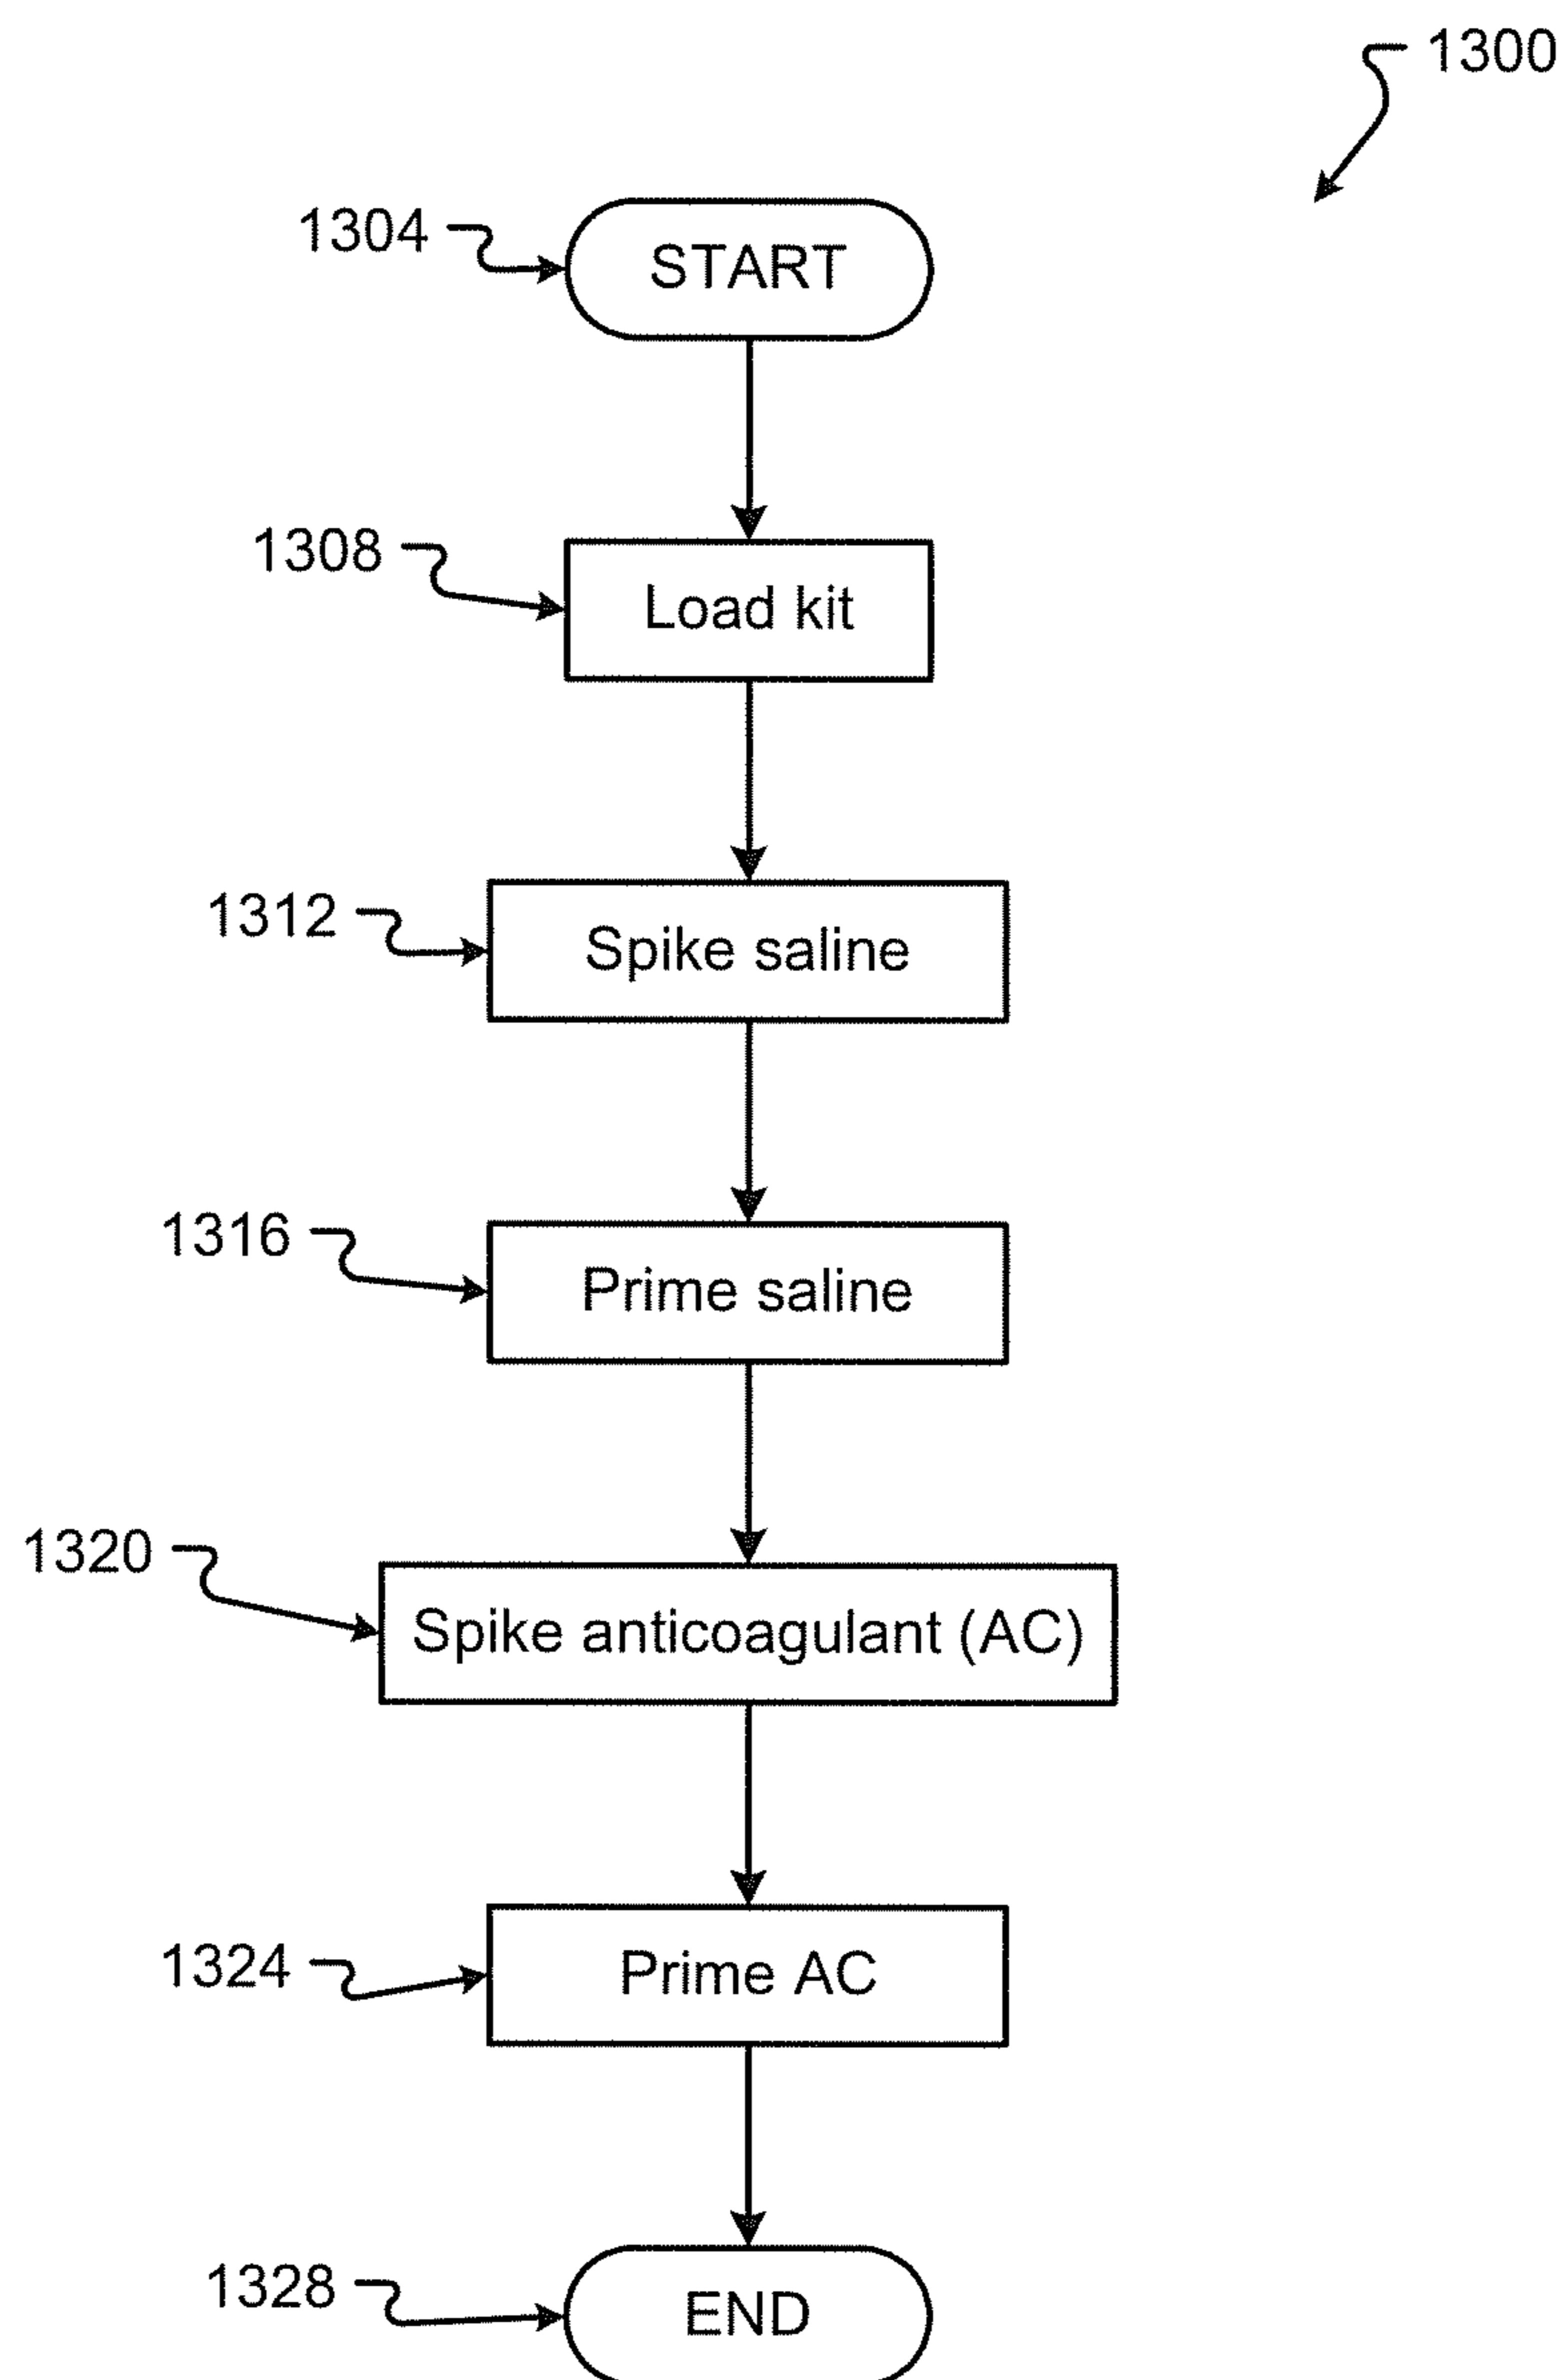 1300
1304 START
1308 Load kit
1312 Spike saline
1316 Prime saline
1320 Spike anticoagulant (AC)
1324 Prime AC
1328 END